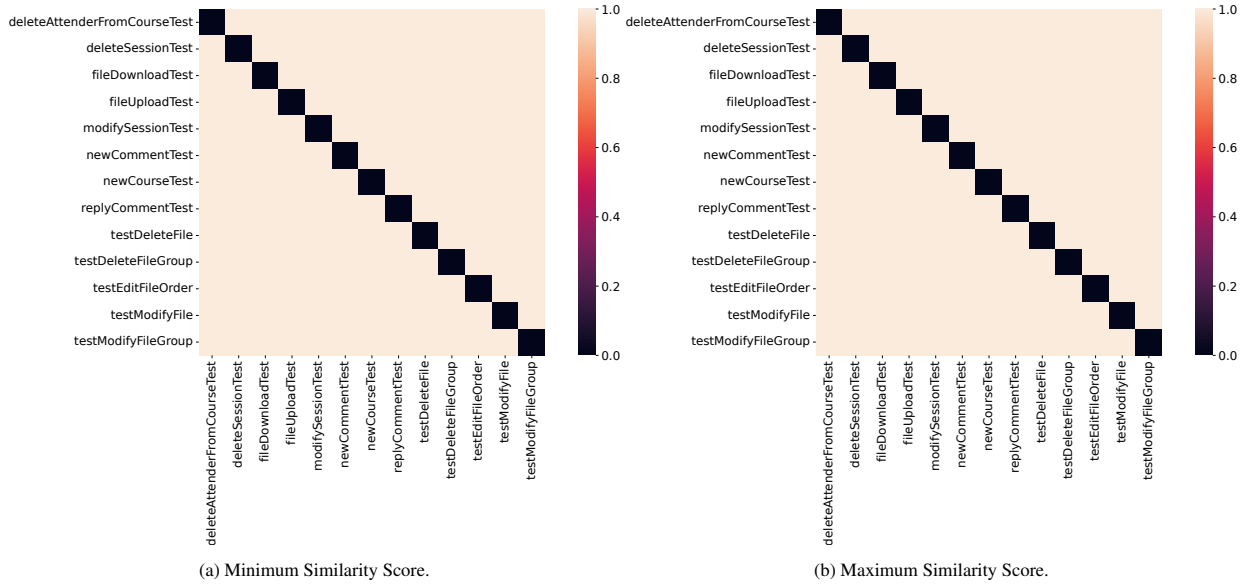 deleteAttenderFromCourseTest
deleteSessionTest
fileDownloadTest
fileUploadTest
modifySessionTest
newCommentTest
newCourseTest
replyCommentTest
testDeleteFile
testDeleteFileGroup
testEditFileOrder
testModifyFile
testModifyFileGroup
deleteAttenderFromCourseTest
deleteSessionTest
fileDownloadTest
fileUploadTest
modifySessionTest
newCommentTest
newCourseTest
replyCommentTest
testDeleteFile
testDeleteFileGroup
testEditFileOrder
testModifyFile
testModifyFileGroup
1.0
0.8
0.6
0.4
0.2
0.0
(a) Minimum Similarity Score.
deleteAttenderFromCourseTest
deleteSessionTest
fileDownloadTest
fileUploadTest
modifySessionTest
newCommentTest
newCourseTest
replyCommentTest
testDeleteFile
testDeleteFileGroup
testEditFileOrder
testModifyFile
testModifyFileGroup
deleteAttenderFromCourseTest
deleteSessionTest
fileDownloadTest
fileUploadTest
modifySessionTest
newCommentTest
newCourseTest
replyCommentTest
testDeleteFile
testDeleteFileGroup
testEditFileOrder
testModifyFile
testModifyFileGroup
1.0
0.8
0.6
0.4
0.2
0.0
(b) Maximum Similarity Score.